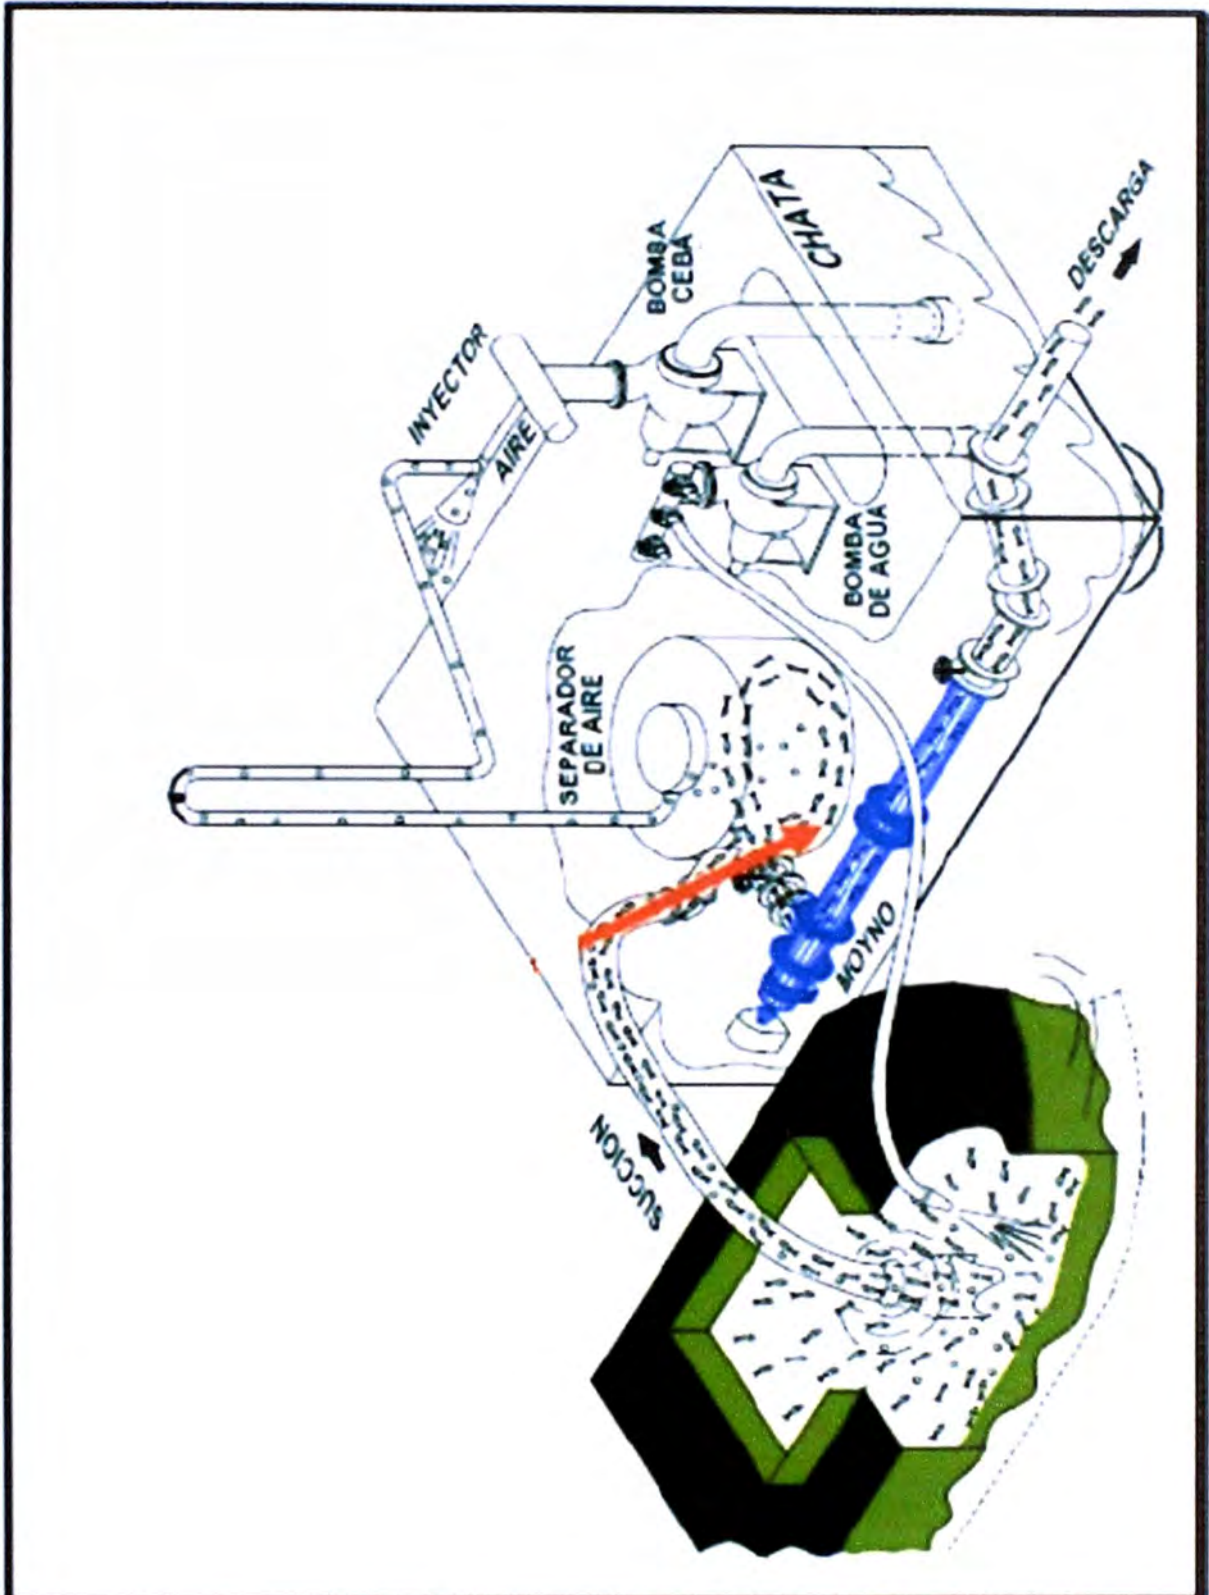 INYECTOR
AIRE
BOMBA
CEBA
CHATA
DESCARGA
BOMBA
DE AGUA
SEPARADOR
DE AIRE
MOYNO
SUCCION